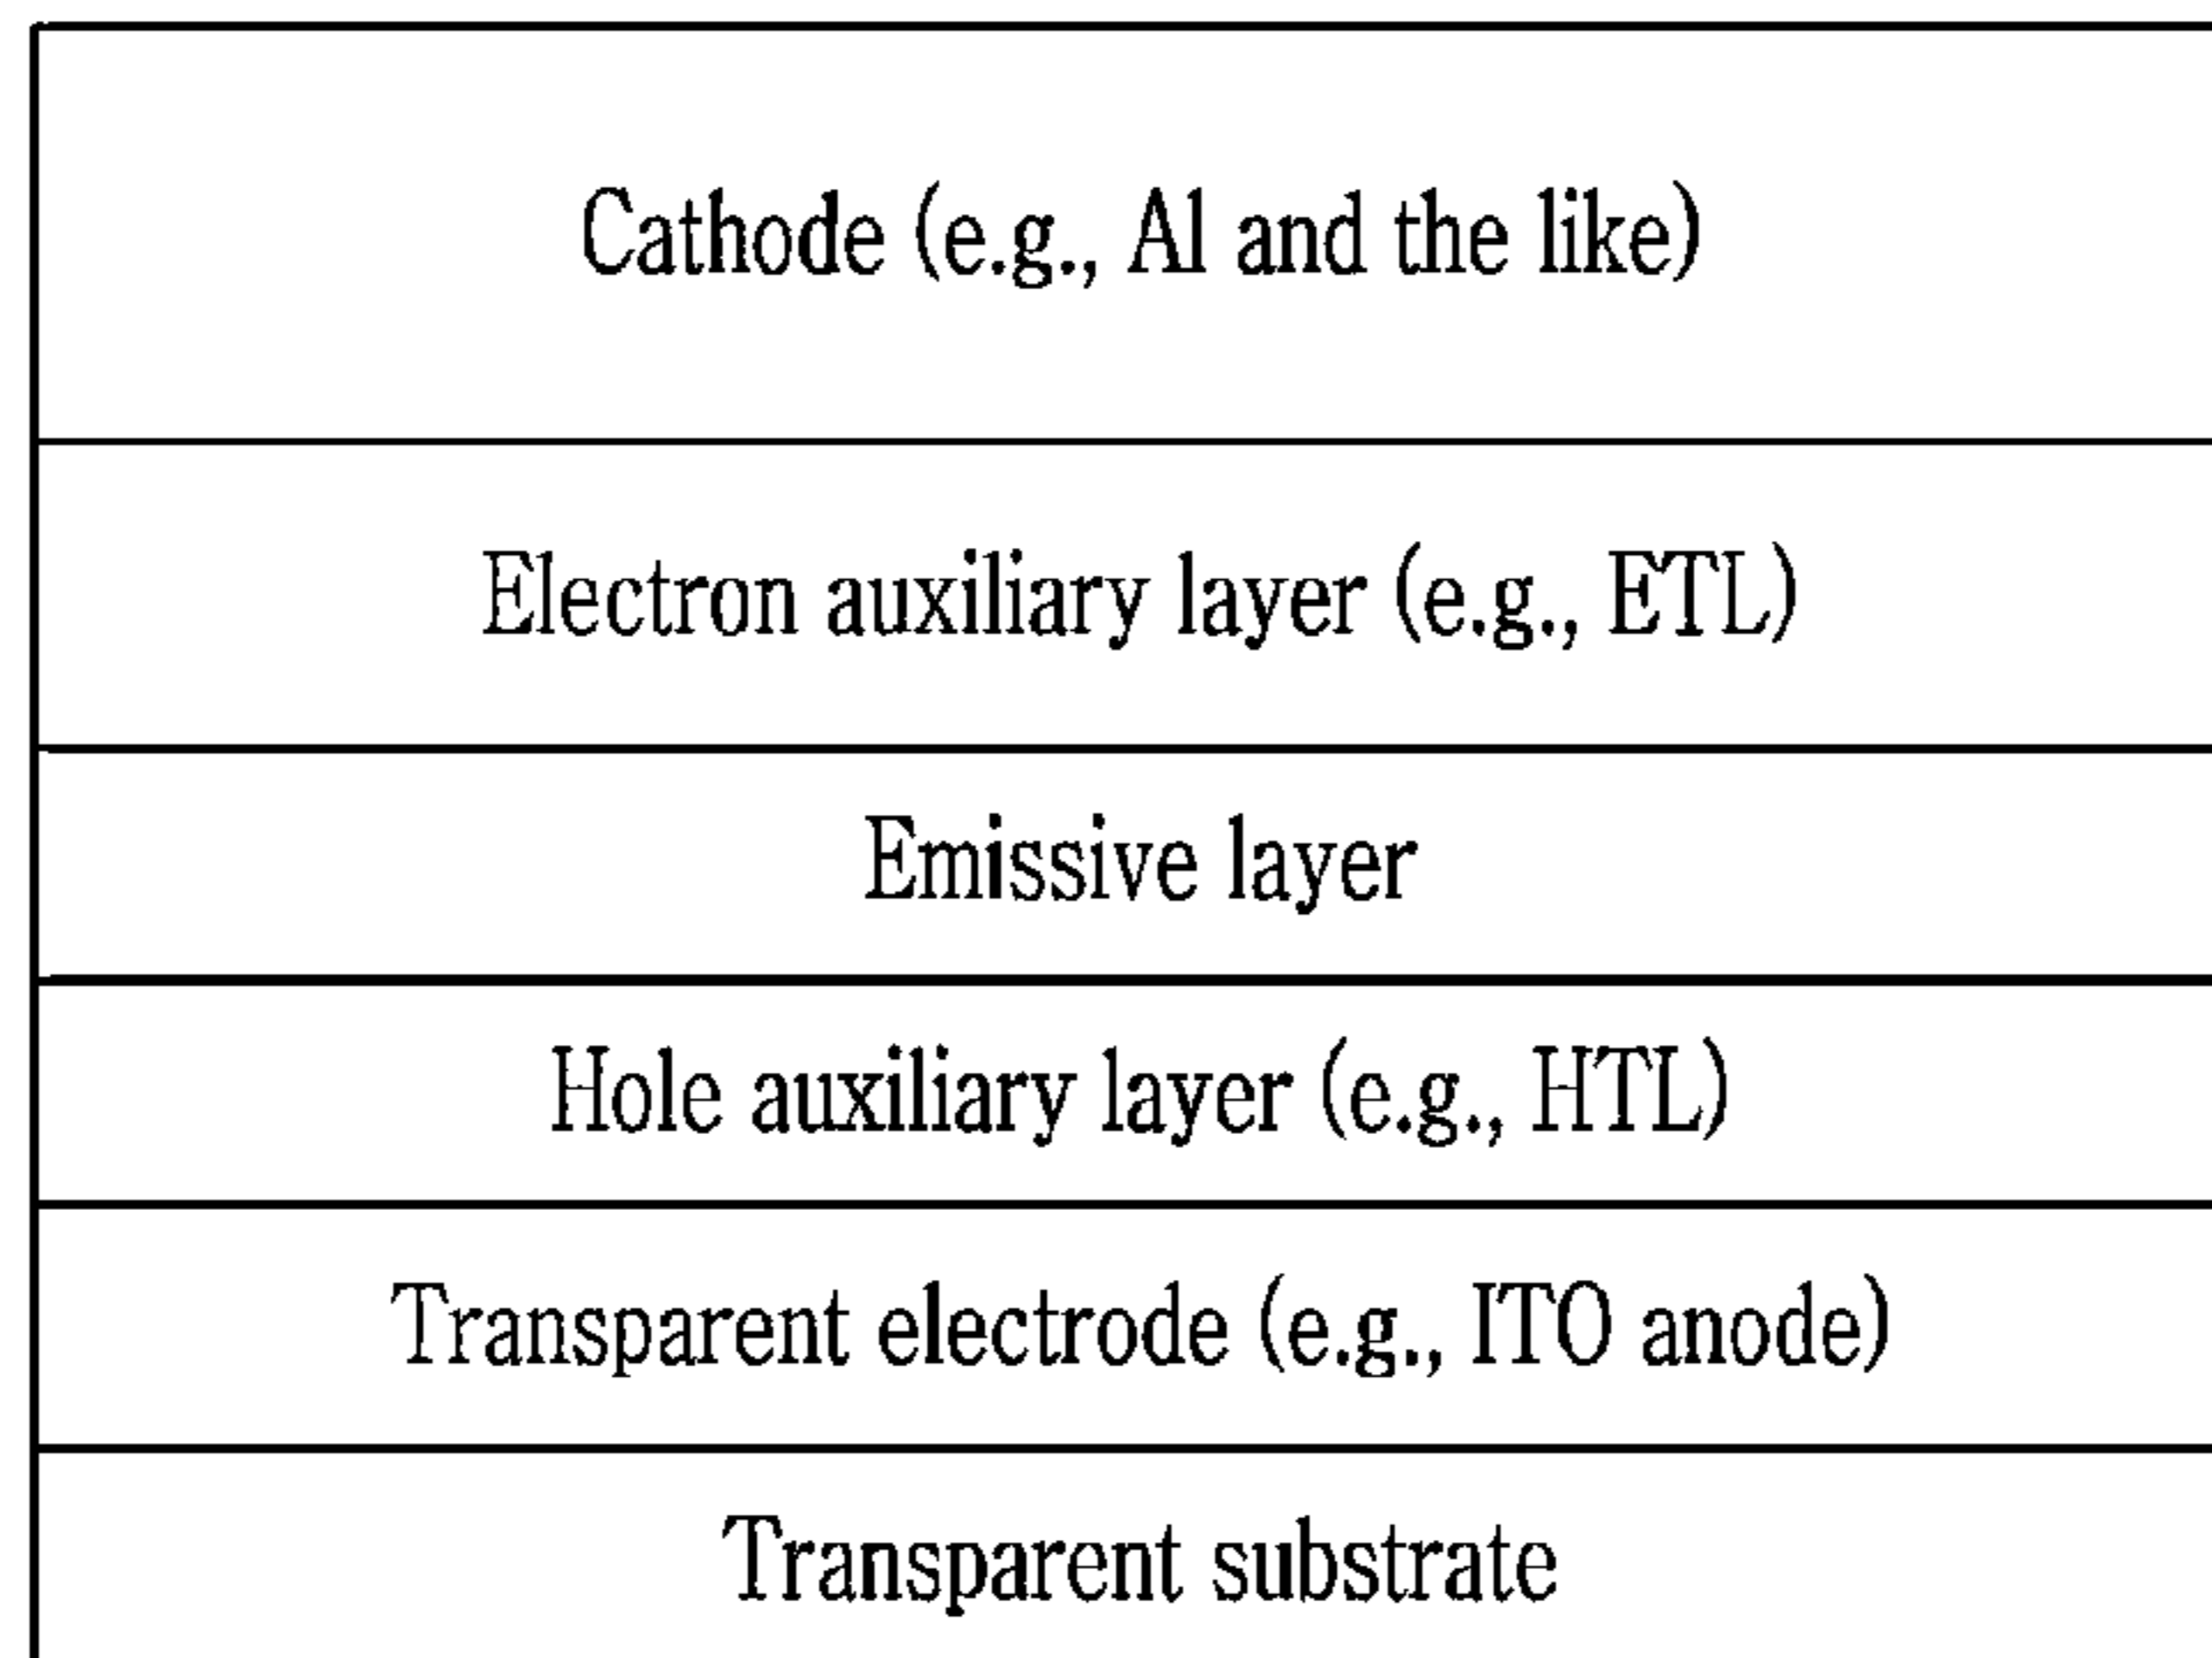 Cathode (e.g., Al and the like)
Electron auxiliary layer (e.g., ETL)
Emissive layer
Hole auxiliary layer (e.g., HTL)
Transparent electrode (e.g., ITO anode)
Transparent substrate